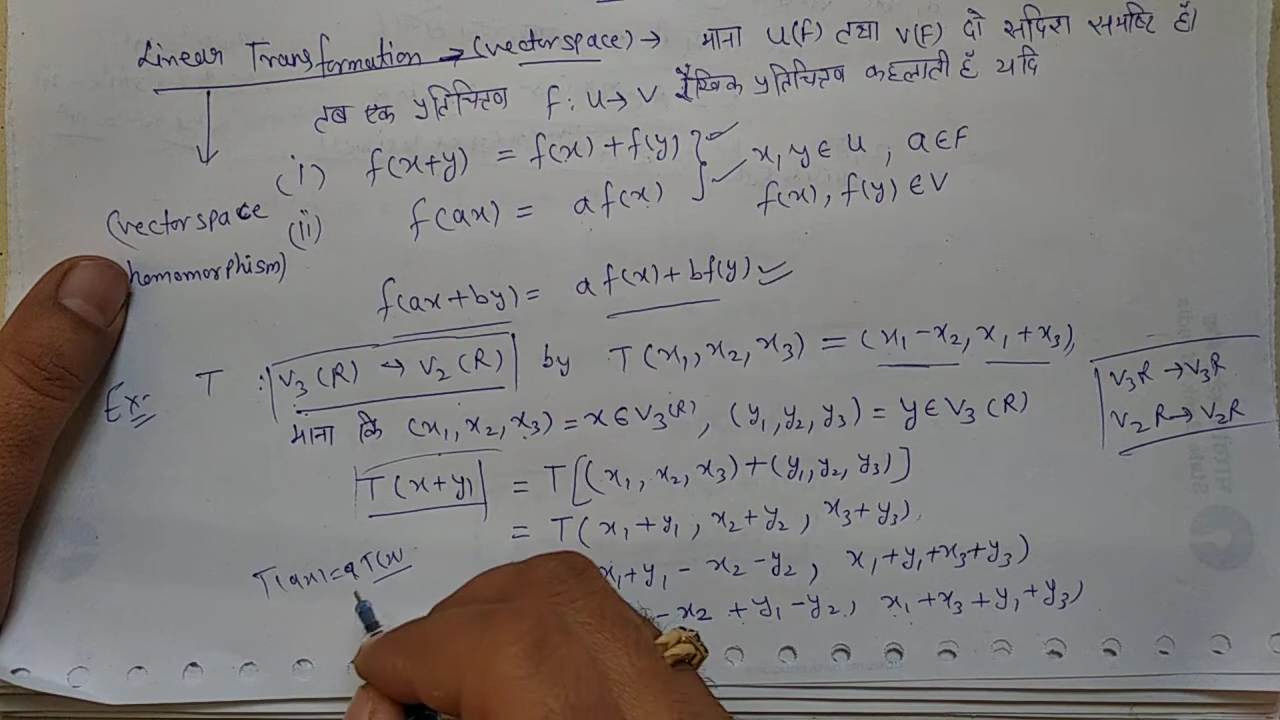 Linear Transformation → (vectorspace) → माना U(F) तथा V(F) दो सदिश समष्टि हैं।
तब एक प्रतिचित्रण f: U→V रैखिक प्रतिचित्रण कहलाती हैं यदि
(i) f(x+y) = f(x)+f(y) x, y ∈ U, a∈F
(ii) f(ax) = a f(x) f(x), f(y) ∈ V
(vectorspace
homomorphism)
f(ax+by) = a f(x)+bf(y)
Ex:- T : V₃(R) → V₂(R) by T(x₁, x₂, x₃) = (x₁-x₂, x₁+x₃),
V₃R → V₃R
V₂R → V₂R
माना कि (x₁, x₂, x₃) = x ∈ V₃(R), (y₁, y₂, y₃) = y ∈ V₃(R)
T(x+y) = T[(x₁, x₂, x₃)+(y₁, y₂, y₃)]
= T(x₁+y₁, x₂+y₂, x₃+y₃)
x₁+y₁-x₂-y₂, x₁+y₁+x₃+y₃)
T(ax)=aT(x
-x₂+y₁-y₂, x₁+x₃+y₁+y₃)